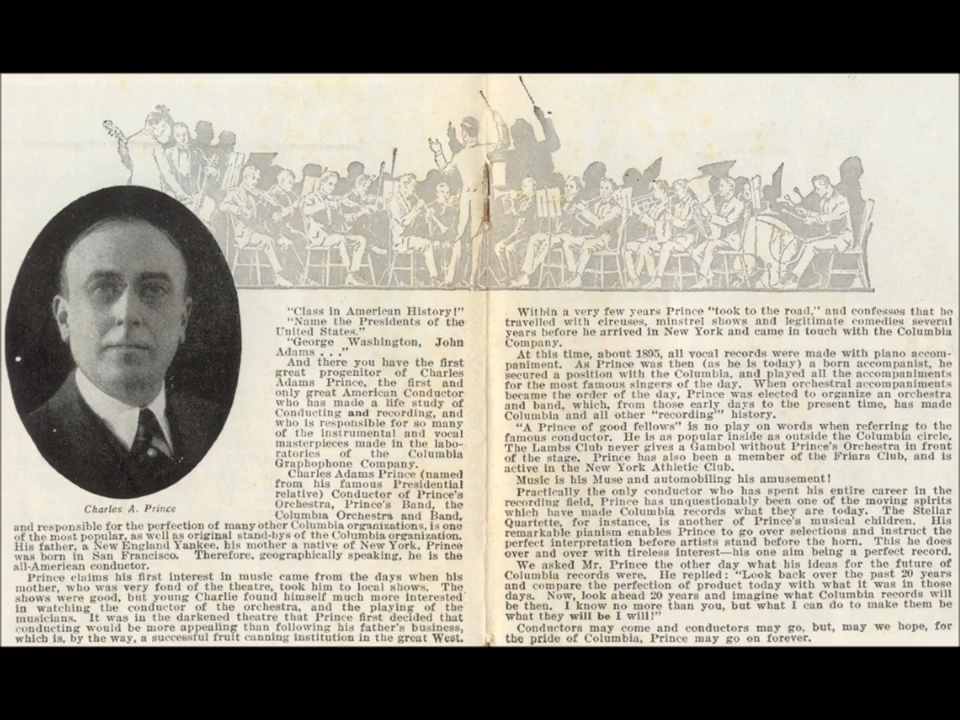 Charles A. Prince
"Class in American History!"
"Name the Presidents of the
United States."
"George Washington, John
Adams . . ."
And there you have the first
great progenitor of Charles
Adams Prince, the first and
only great American Conductor
who has made a life study of
Conducting and recording, and
who is responsible for so many
of the instrumental and vocal
masterpieces made in the labo-
ratories of the Columbia
Graphophone Company.
Charles Adams Prince (named
from his famous Presidential
relative) Conductor of Prince's
Orchestra, Prince's Band, the
Columbia Orchestra and Band,
and responsible for the perfection of many other Columbia organizations, is one
of the most popular, as well as original stand-bys of the Columbia organization.
His father, a New England Yankee, his mother a native of New York. Prince
was born in San Francisco. Therefore, geographically speaking, he is the
all-American conductor.
Prince claims his first interest in music came from the days when his
mother, who was very fond of the theatre, took him to local shows. The
shows were good, but young Charlie found himself much more interested
in watching the conductor of the orchestra, and the playing of the
musicians. It was in the darkened theatre that Prince first decided that
conducting would be more appealing than following his father's business,
which is, by the way, a successful fruit canning institution in the great West.
Within a very few years Prince "took to the road," and confesses that he
travelled with circuses, minstrel shows and legitimate comedies several
years before he arrived in New York and came in touch with the Columbia
Company.
At this time, about 1895, all vocal records were made with piano accom-
paniment. As Prince was then (as he is today) a born accompanist, he
secured a position with the Columbia, and played all the accompaniments
for the most famous singers of the day. When orchestral accompaniments
became the order of the day, Prince was elected to organize an orchestra
and band, which, from those early days to the present time, has made
Columbia and all other "recording" history.
"A Prince of good fellows" is no play on words when referring to the
famous conductor. He is as popular inside as outside the Columbia circle.
The Lambs Club never gives a Gambol without Prince's Orchestra in front
of the stage. Prince has also been a member of the Friars Club, and is
active in the New York Athletic Club.
Music is his Muse and automobiling his amusement!
Practically the only conductor who has spent his entire career in the
recording field, Prince has unquestionably been one of the moving spirits
which have made Columbia records what they are today. The Stellar
Quartette, for instance, is another of Prince's musical children. His
remarkable pianism enables Prince to go over selections and instruct the
perfect interpretation before artists stand before the horn. This he does
over and over with tireless interest—his one aim being a perfect record.
We asked Mr. Prince the other day what his ideas for the future of
Columbia records were. He replied: "Look back over the past 20 years
and compare the perfection of product today with what it was in those
days. Now, look ahead 20 years and imagine what Columbia records will
be then. I know no more than you, but what I can do to make them be
what they will be I will!"
Conductors may come and conductors may go, but, may we hope, for
the pride of Columbia, Prince may go on forever.